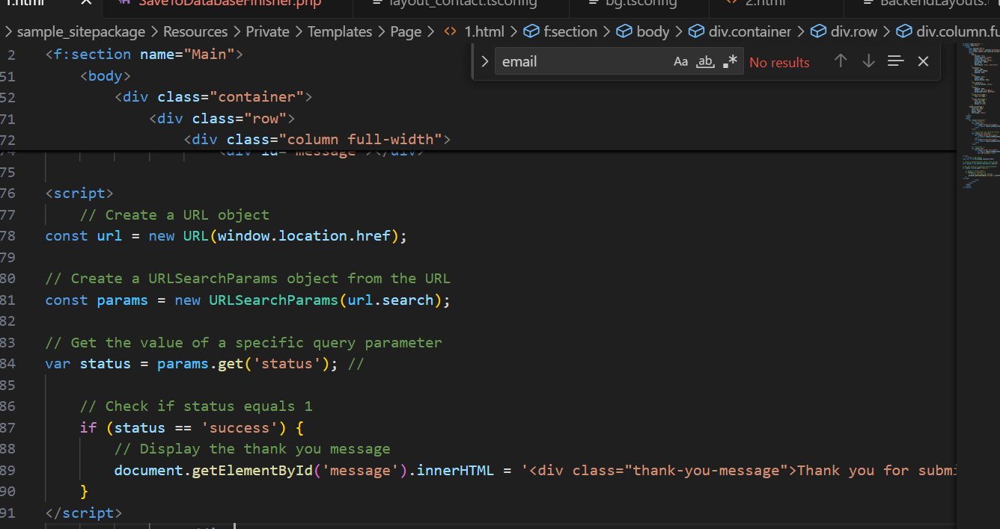 1.html SaveToDatabaseFinisher.php layout_contact.tsconfig bg.tsconfig 2.html BackendLayouts.
sample_sitepackage > Resources > Private > Templates > Page > <> 1.html > f:section > body > div.container > div.row > div.column.fu
email Aa ab .* No results
2 <f:section name="Main">
51 <body>
52 <div class="container">
71 <div class="row">
72 <div class="column full-width">
74 <div id="message"></div>
75
76 <script>
77 // Create a URL object
78 const url = new URL(window.location.href);
79
80 // Create a URLSearchParams object from the URL
81 const params = new URLSearchParams(url.search);
82
83 // Get the value of a specific query parameter
84 var status = params.get('status'); //
85
86 // Check if status equals 1
87 if (status == 'success') {
88 // Display the thank you message
89 document.getElementById('message').innerHTML = '<div class="thank-you-message">Thank you for submi
90 }
91 </script>